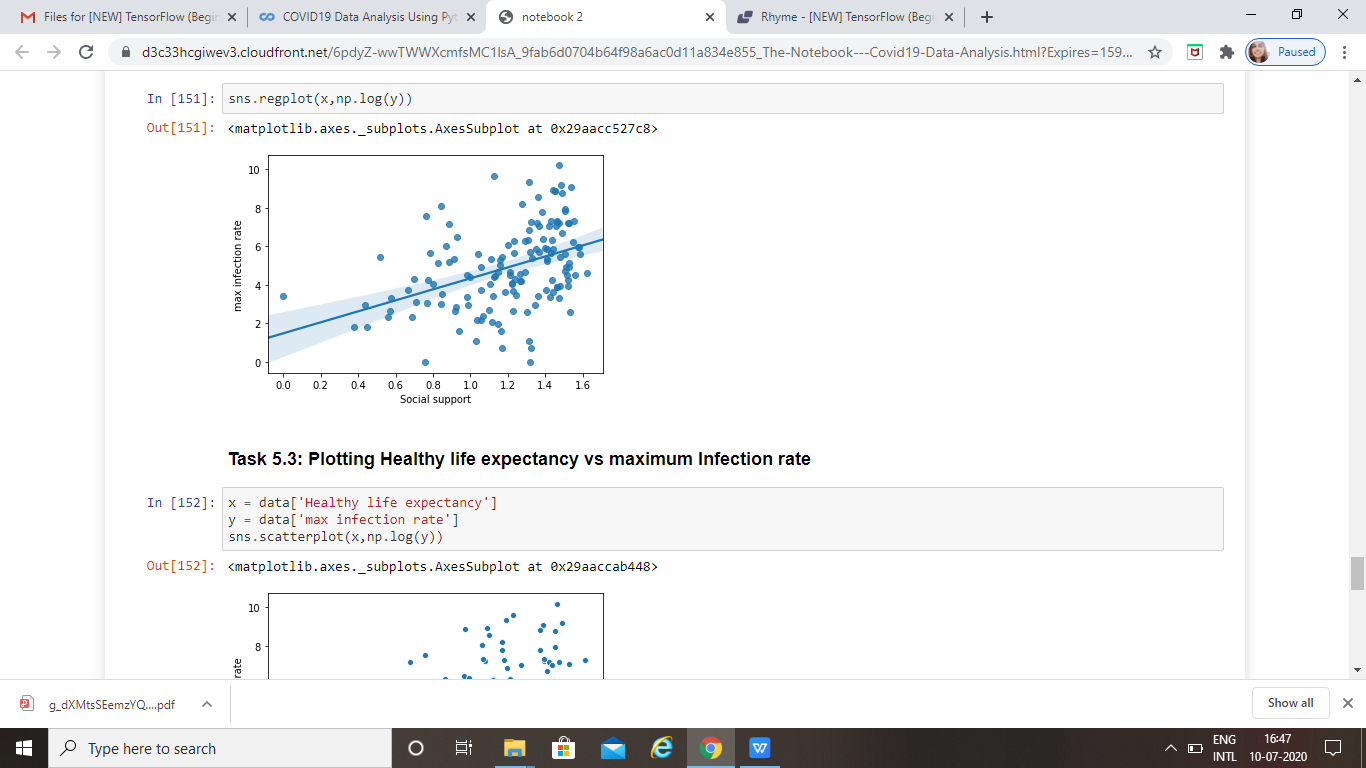 Files for [NEW] TensorFlow (Begi
COVID19 Data Analysis Using Pyt
notebook 2
Rhyme - [NEW] TensorFlow (Begi
d3c33hcgiwev3.cloudfront.net/6pdyZ-wwTWWXcmfsMC1lsA_9fab6d0704b64f98a6ac0d11a834e855_The-Notebook---Covid19-Data-Analysis.html?Expires=159...
Paused
In [151]: sns.regplot(x,np.log(y))
Out[151]: <matplotlib.axes._subplots.AxesSubplot at 0x29aacc527c8>
10
8
6
4
2
0
max infection rate
0.0 0.2 0.4 0.6 0.8 1.0 1.2 1.4 1.6
Social support
Task 5.3: Plotting Healthy life expectancy vs maximum Infection rate
In [152]: x = data['Healthy life expectancy']
y = data['max infection rate']
sns.scatterplot(x,np.log(y))
Out[152]: <matplotlib.axes._subplots.AxesSubplot at 0x29aaccab448>
10
8
rate
g_dXMtsSEemzYQ....pdf
Show all
Type here to search
W
ENG
INTL
16:47
10-07-2020